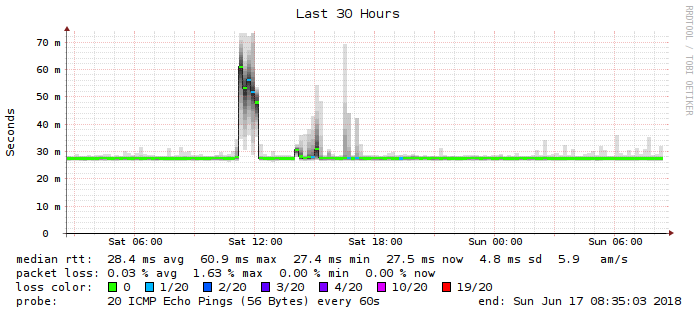 Last 30 Hours
RRDTOOL / TOBI OETIKER
Seconds
70 m
60 m
50 m
40 m
30 m
20 m
10 m
0
Sat 06:00 Sat 12:00 Sat 18:00 Sun 00:00 Sun 06:00
median rtt: 28.4 ms avg 60.9 ms max 27.4 ms min 27.5 ms now 4.8 ms sd 5.9 am/s
packet loss: 0.03 % avg 1.63 % max 0.00 % min 0.00 % now
loss color: 0 1/20 2/20 3/20 4/20 10/20 19/20
probe: 20 ICMP Echo Pings (56 Bytes) every 60s end: Sun Jun 17 08:35:03 2018